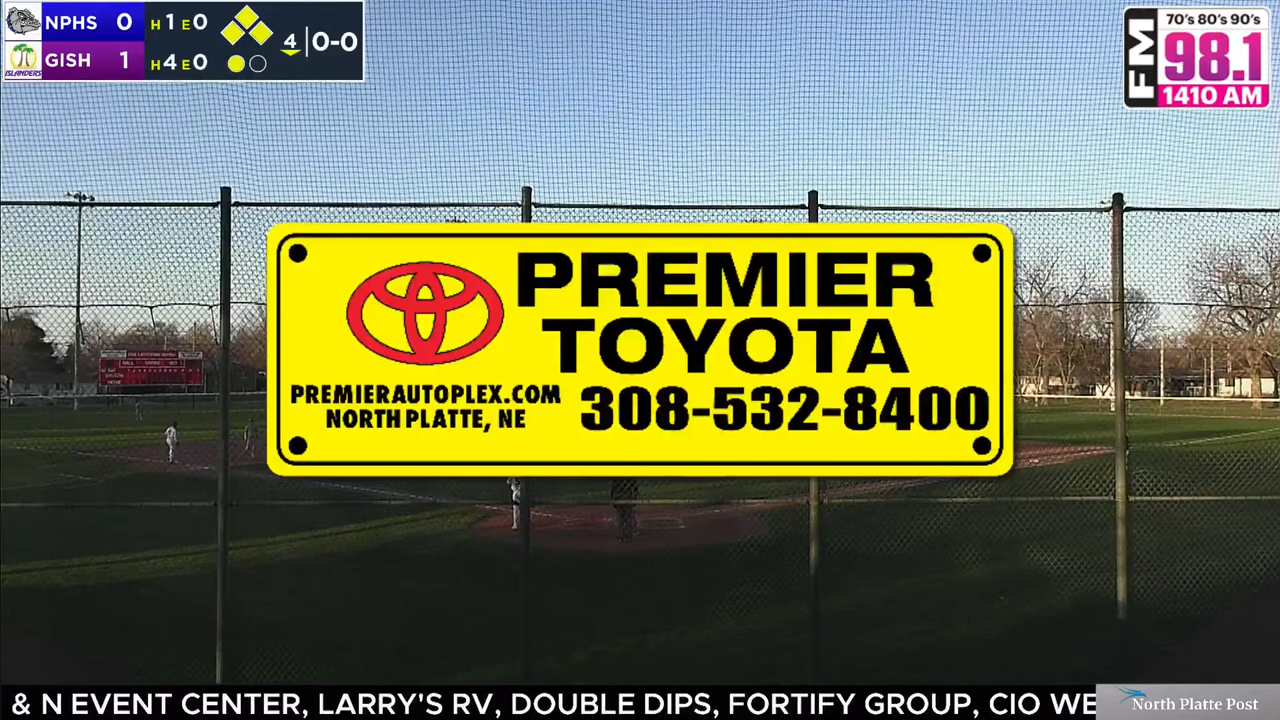 NPHS 0 H 1 E 0
GISH 1 H 4 E 0
ISLANDERS
4 0-0
70's 80's 90's
FM 98.1
1410 AM
PREMIER
TOYOTA
PREMIERAUTOPLEX.COM
NORTH PLATTE, NE
308-532-8400
& N EVENT CENTER, LARRY'S RV, DOUBLE DIPS, FORTIFY GROUP, CIO WE
North Platte Post